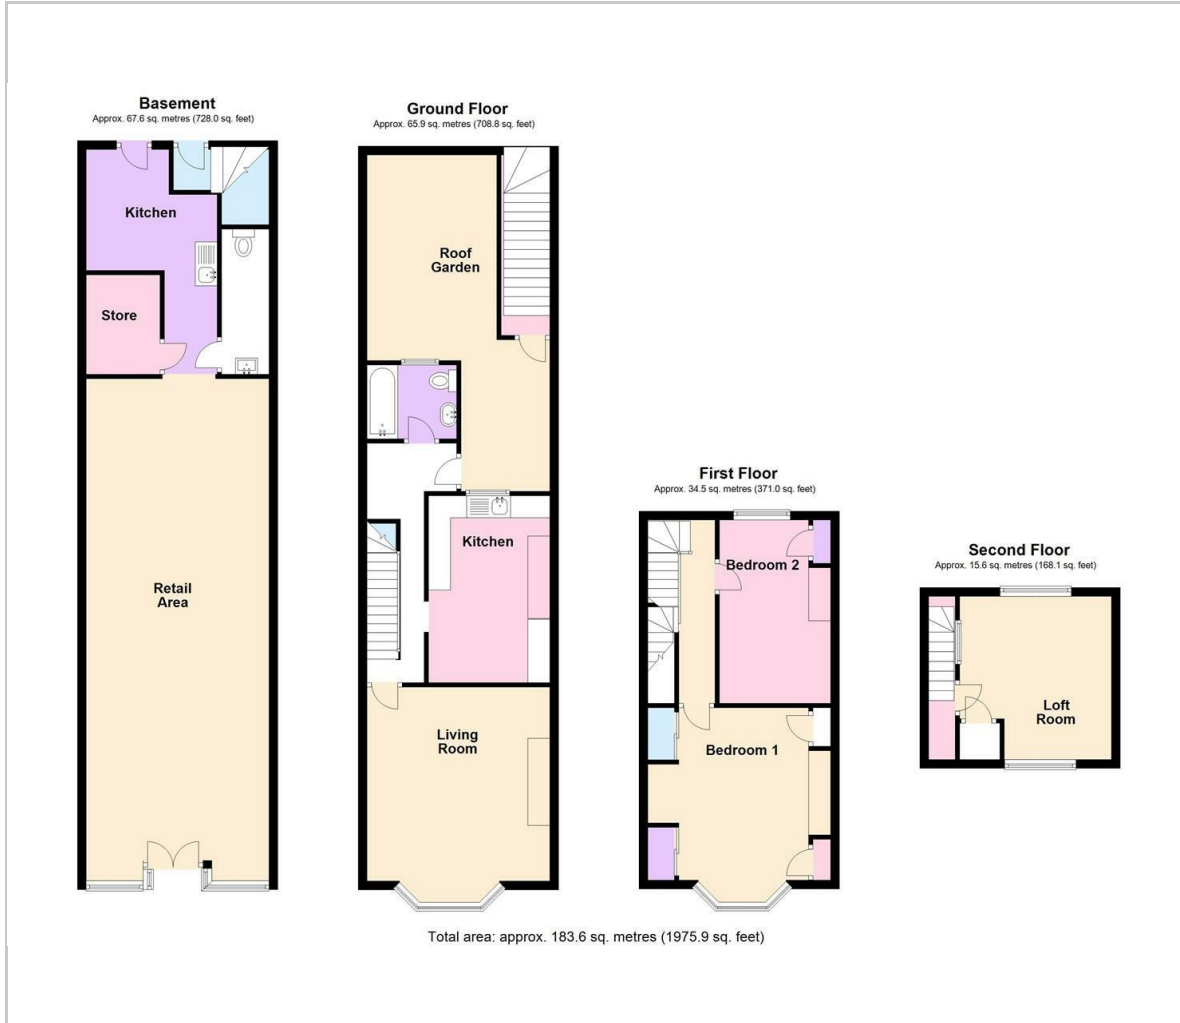 Basement
Approx. 67.6 sq. metres (728.0 sq. feet)
Kitchen
Store
Retail
Area
Ground Floor
Approx. 65.9 sq. metres (708.8 sq. feet)
Roof
Garden
Kitchen
Living
Room
First Floor
Approx. 34.5 sq. metres (371.0 sq. feet)
Bedroom 2
Bedroom 1
Second Floor
Approx. 15.6 sq. metres (168.1 sq. feet)
Loft
Room
Total area: approx. 183.6 sq. metres (1975.9 sq. feet)